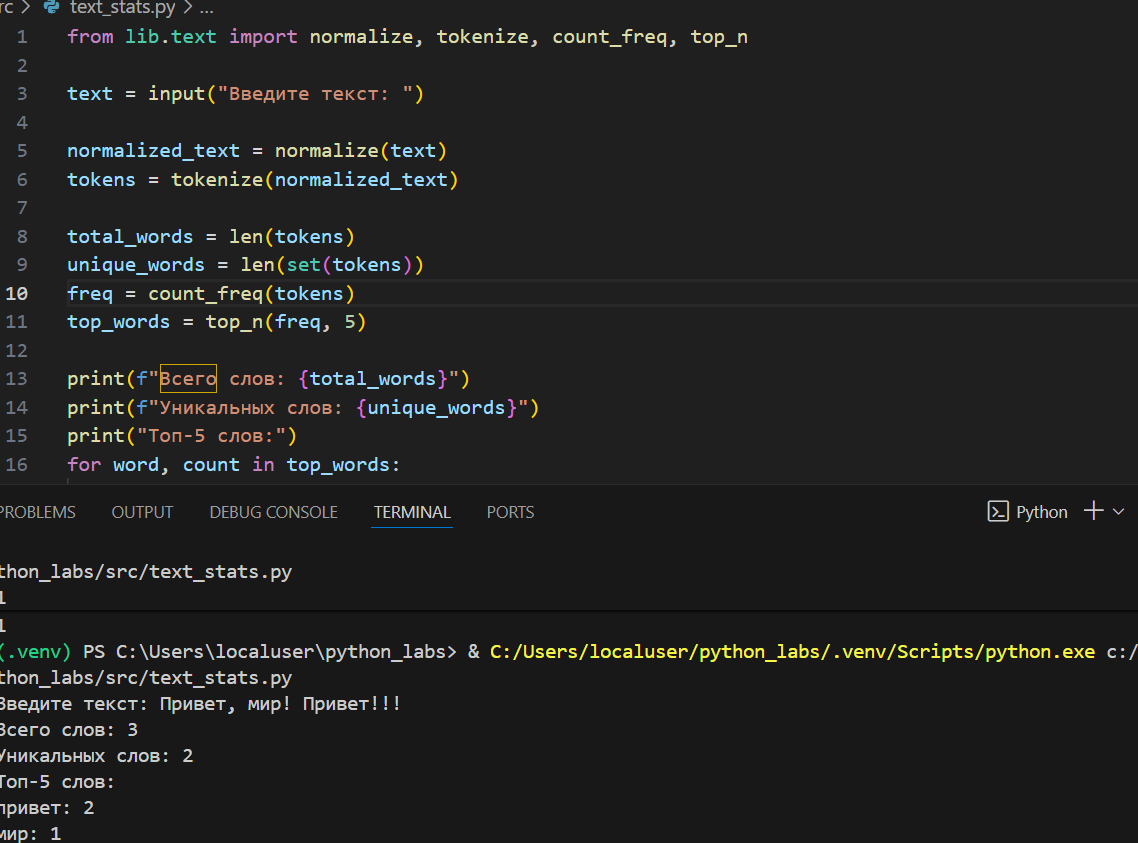 rc > text_stats.py > ...
1 from lib.text import normalize, tokenize, count_freq, top_n
2
3 text = input("Введите текст: ")
4
5 normalized_text = normalize(text)
6 tokens = tokenize(normalized_text)
7
8 total_words = len(tokens)
9 unique_words = len(set(tokens))
10 freq = count_freq(tokens)
11 top_words = top_n(freq, 5)
12
13 print(f"Всего слов: {total_words}")
14 print(f"Уникальных слов: {unique_words}")
15 print("Топ-5 слов:")
16 for word, count in top_words:
PROBLEMS OUTPUT DEBUG CONSOLE TERMINAL PORTS Python
thon_labs/src/text_stats.py
1
1
(.venv) PS C:\Users\localuser\python_labs> & C:/Users/localuser/python_labs/.venv/Scripts/python.exe c:/
thon_labs/src/text_stats.py
Введите текст: Привет, мир! Привет!!!
Всего слов: 3
Уникальных слов: 2
Топ-5 слов:
привет: 2
мир: 1